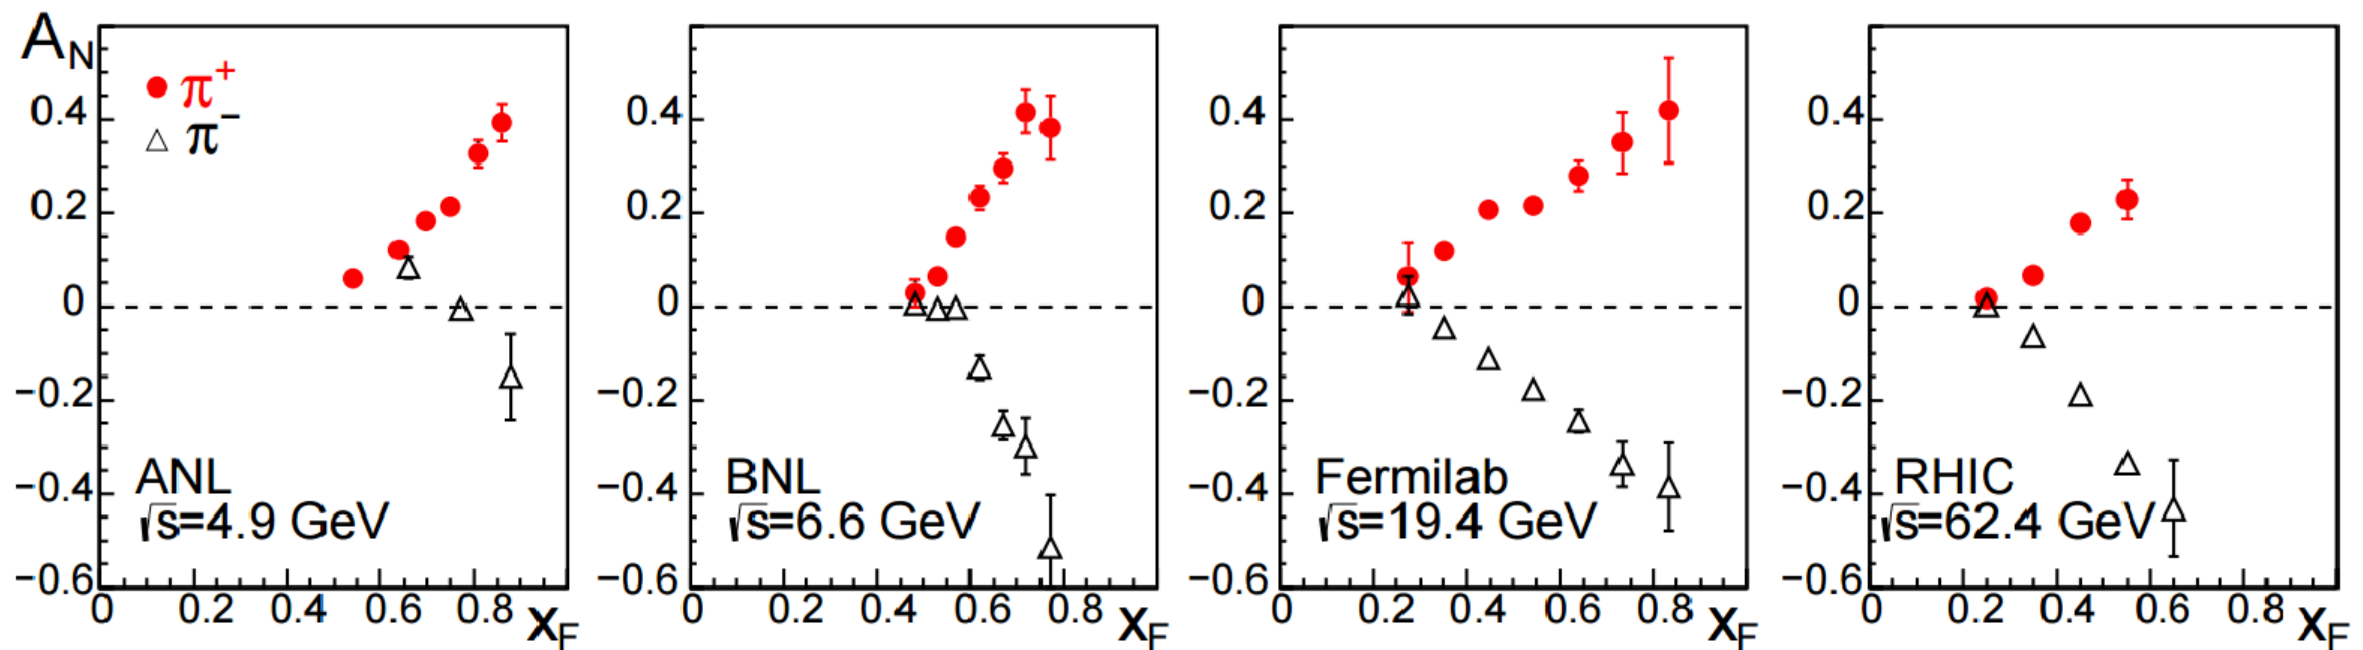 A_N
π⁺
π⁻
0.4
0.2
0
−0.2
−0.4
−0.6
ANL
√s=4.9 GeV
0 0.2 0.4 0.6 0.8 x_F
0.4
0.2
0
−0.2
−0.4
−0.6
BNL
√s=6.6 GeV
0 0.2 0.4 0.6 0.8 x_F
0.4
0.2
0
−0.2
−0.4
−0.6
Fermilab
√s=19.4 GeV
0 0.2 0.4 0.6 0.8 x_F
0.4
0.2
0
−0.2
−0.4
−0.6
RHIC
√s=62.4 GeV
0 0.2 0.4 0.6 0.8 x_F